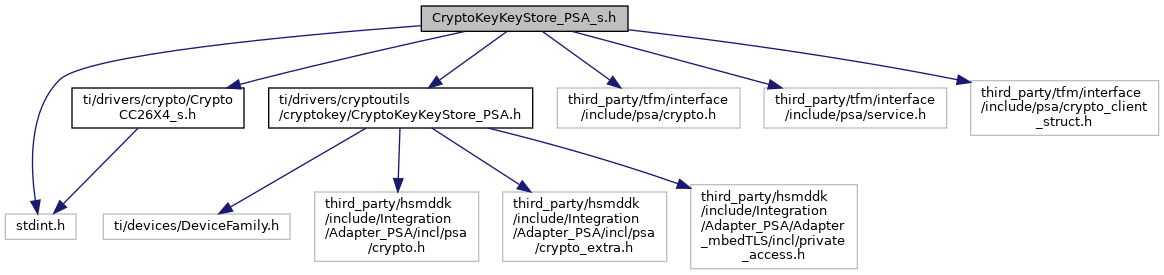 CryptoKeyKeyStore_PSA_s.h
ti/drivers/crypto/Crypto
CC26X4_s.h
ti/drivers/cryptoutils
/cryptokey/CryptoKeyKeyStore_PSA.h
third_party/tfm/interface
/include/psa/crypto.h
third_party/tfm/interface
/include/psa/service.h
third_party/tfm/interface
/include/psa/crypto_client
_struct.h
stdint.h
ti/devices/DeviceFamily.h
third_party/hsmddk
/include/Integration
/Adapter_PSA/incl/psa
/crypto.h
third_party/hsmddk
/include/Integration
/Adapter_PSA/incl/psa
/crypto_extra.h
third_party/hsmddk
/include/Integration
/Adapter_PSA/Adapter
_mbedTLS/incl/private
_access.h